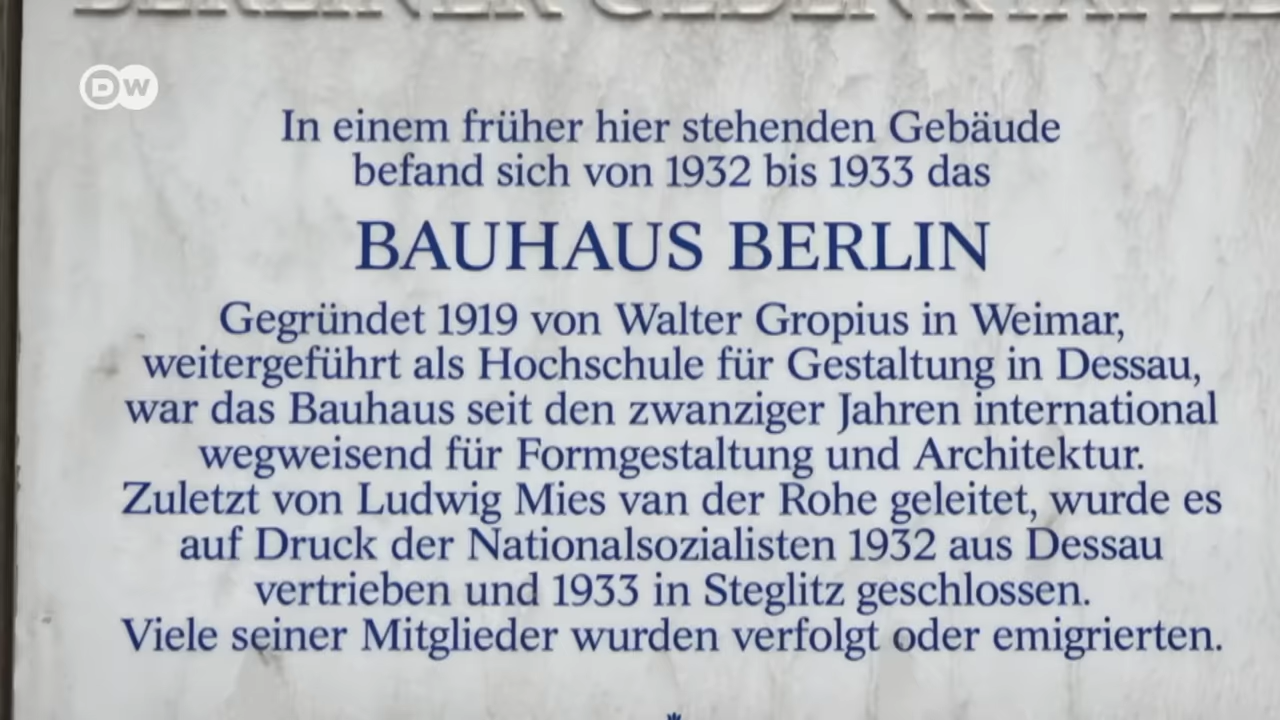 BERLINER GEDENKTAFEL
DW
In einem früher hier stehenden Gebäude
befand sich von 1932 bis 1933 das
BAUHAUS BERLIN
Gegründet 1919 von Walter Gropius in Weimar,
weitergeführt als Hochschule für Gestaltung in Dessau,
war das Bauhaus seit den zwanziger Jahren international
wegweisend für Formgestaltung und Architektur.
Zuletzt von Ludwig Mies van der Rohe geleitet, wurde es
auf Druck der Nationalsozialisten 1932 aus Dessau
vertrieben und 1933 in Steglitz geschlossen.
Viele seiner Mitglieder wurden verfolgt oder emigrierten.